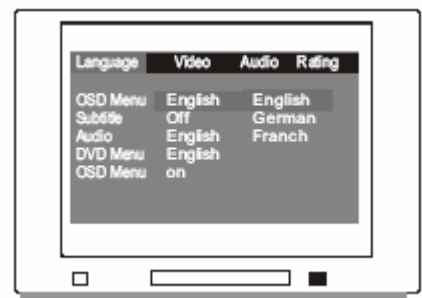 Language Video Audio Rating
OSD Menu English English
Subtitle Off German
Audio English Franch
DVD Menu English
OSD Menu on